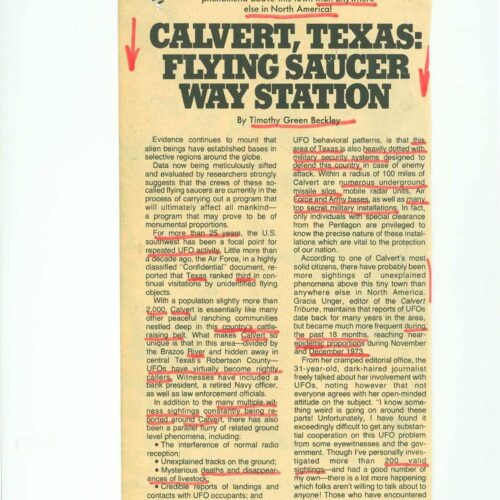 phenomena above this town than anywhere
else in North America!
CALVERT, TEXAS:
FLYING SAUCER
WAY STATION
By Timothy Green Beckley
Evidence continues to mount that
alien beings have established bases in
selective regions around the globe.
Data now being meticulously sifted
and evaluated by researchers strongly
suggests that the crews of these so-
called flying saucers are currently in the
process of carrying out a program that
will ultimately affect all mankind—
a program that may prove to be of
monumental proportions.
For more than 25 years, the U.S.
southwest has been a focal point for
repeated UFO activity. Little more than
a decade ago, the Air Force, in a highly
classified "Confidential" document, re-
ported that Texas ranked third in con-
tinual visitations by unidentified flying
objects.
With a population slightly more than
2,000 Calvert is essentially like many
other peaceful ranching communities
nestled deep in this country's cattle-
raising belt. What makes Calvert so
unique is that in this area—divided by
the Brazos River and hidden away in
central Texas's Robertson County—
UFOs have virtually become nightly
callers. Witnesses have included a
bank president, a retired Navy officer,
as well as law enforcement officials.
In addition to the many multiple wit-
ness sightings constantly being re-
ported around Calvert, there has also
been a parallel flurry of related ground
level phenomena, including:
• The interference of normal radio
reception;
• Unexplained tracks on the ground;
• Mysterious deaths and disappear-
ances of livestock;
• Credible reports of landings and
contacts with UFO occupants; and
UFO behavioral patterns, is that this
area of Texas is also heavily dotted with
military security systems designed to
defend this country in case of enemy
attack. Within a radius of 100 miles of
Calvert are numerous underground
missile silos, mobile radar units, Air
Force and Army bases, as well as many
top secret military installations. In fact,
only individuals with special clearance
from the Pentagon are privileged to
know the precise nature of these instal-
lations which are vital to the protection
of our nation.
According to one of Calvert's most
solid citizens, there have probably been
more sightings of unexplained
phenomena above this tiny town than
anywhere else in North America.
Gracia Unger, editor of the Calvert
Tribune, maintains that reports of UFOs
date back for many years in the area,
but became much more frequent during
the past 16 months, reaching near-
epidemic proportions during November
and December 1973.
From her cramped editorial office, the
31-year-old, dark-haired journalist
freely talked about her involvement with
UFOs, noting however that not
everyone agrees with her open-minded
attitude on the subject. "I know some-
thing weird is going on around these
parts! Unfortunately, I have found it
exceedingly difficult to get any substan-
tial cooperation on this UFO problem
from some eyewitnesses and the gov-
ernment. Though I've personally inves-
tigated more than 200 valid
sightings—and had a good number of
my own—there is a lot more happening
which folks aren't willing to talk about to
anyone! Those who have encountered